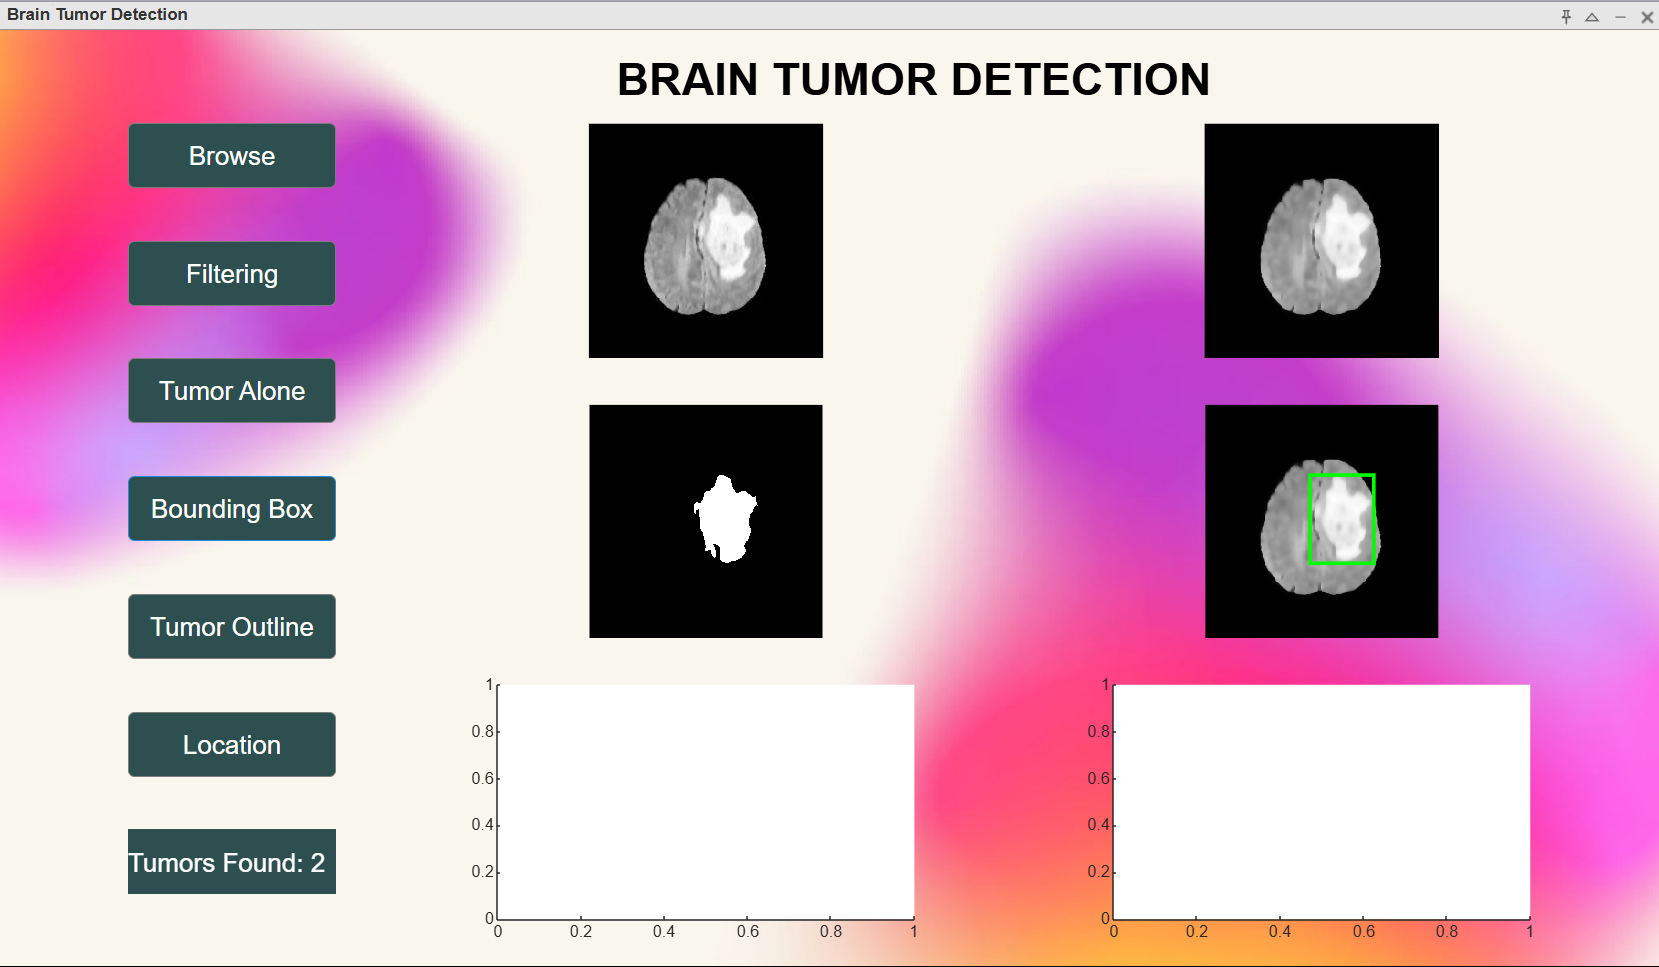 Brain Tumor Detection
BRAIN TUMOR DETECTION
Browse
Filtering
Tumor Alone
Bounding Box
Tumor Outline
Location
Tumors Found: 2
1
0.8
0.6
0.4
0.2
0
0 0.2 0.4 0.6 0.8 1
1
0.8
0.6
0.4
0.2
0
0 0.2 0.4 0.6 0.8 1